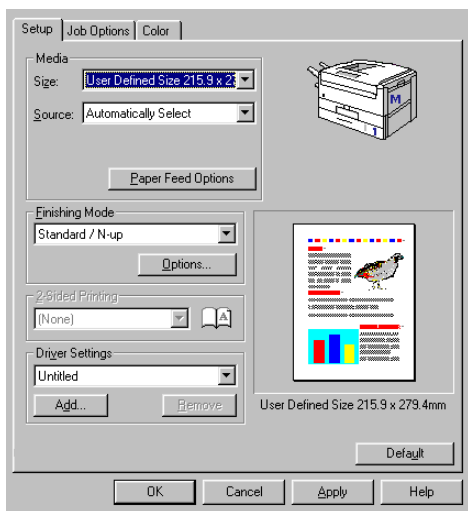 Setup
Job Options
Color
Media
Size:
User Defined Size 215.9 x 2
Source:
Automatically Select
Paper Feed Options
M
1
Finishing Mode
Standard / N-up
Options...
2-Sided Printing
(None)
A
Driver Settings
Untitled
Add...
Remove
User Defined Size 215.9 x 279.4mm
Default
OK
Cancel
Apply
Help